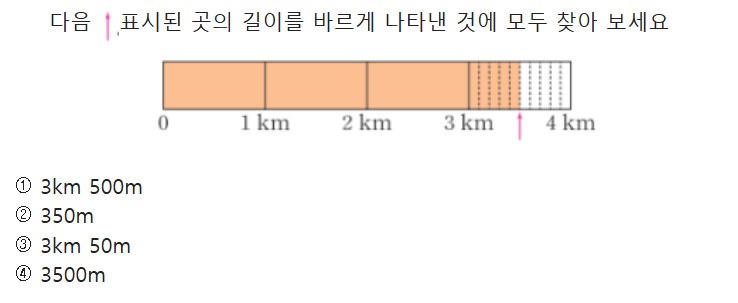 다음 ↑ 표시된 곳의 길이를 바르게 나타낸 것에 모두 찾아 보세요
0 1 km 2 km 3 km 4 km
① 3km 500m
② 350m
③ 3km 50m
④ 3500m